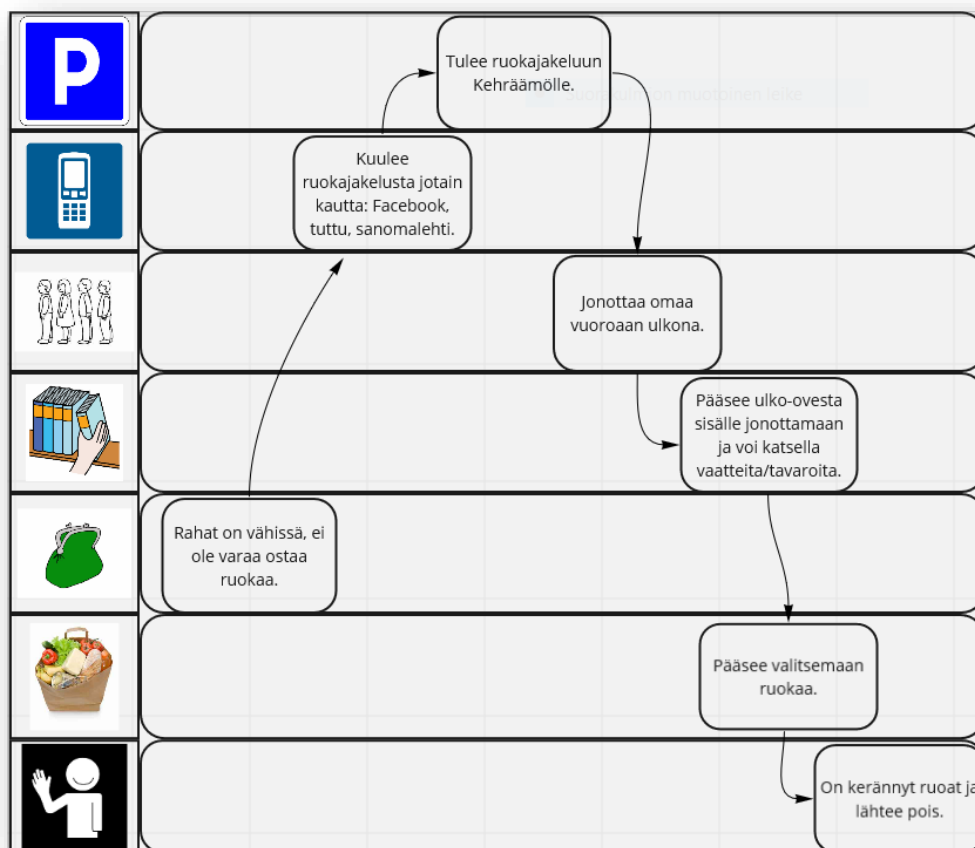 P
Tulee ruokajakeluun
Kehräämölle.
Kuulee
ruokajakelusta jotain
kautta: Facebook,
tuttu, sanomalehti.
Jonottaa omaa
vuoroaan ulkona.
Pääsee ulko-ovesta
sisälle jonottamaan
ja voi katsella
vaatteita/tavaroita.
Rahat on vähissä, ei
ole varaa ostaa
ruokaa.
Pääsee valitsemaan
ruokaa.
On kerännyt ruoat ja
lähtee pois.